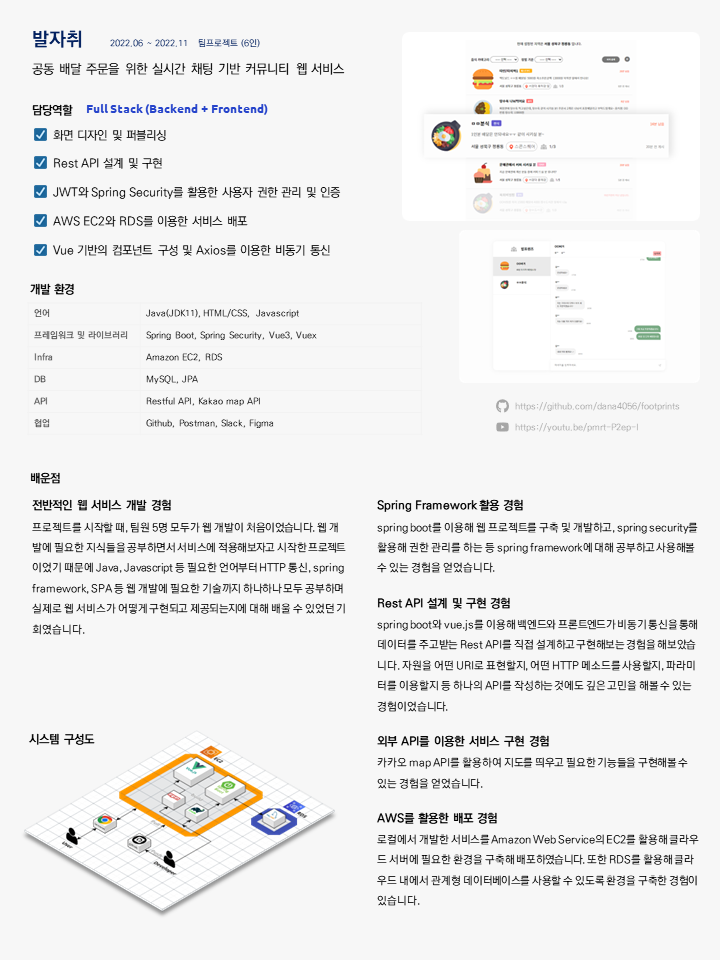 발자취
2022.06 ~ 2022.11 팀프로젝트 (6인)
공동 배달 주문을 위한 실시간 채팅 기반 커뮤니티 웹 서비스
담당역할 Full Stack (Backend + Frontend)
화면 디자인 및 퍼블리싱
Rest API 설계 및 구현
JWT와 Spring Security를 활용한 사용자 권한 관리 및 인증
AWS EC2와 RDS를 이용한 서비스 배포
Vue 기반의 컴포넌트 구성 및 Axios를 이용한 비동기 통신
개발 환경
언어 Java(JDK11), HTML/CSS, Javascript
프레임워크 및 라이브러리 Spring Boot, Spring Security, Vue3, Vuex
Infra Amazon EC2, RDS
DB MySQL, JPA
API Restful API, Kakao map API
협업 Github, Postman, Slack, Figma
ㅁㅁ분식
1/3
https://github.com/dana4056/footprints
https://youtu.be/pmrt-P2ep-I
배운점
전반적인 웹 서비스 개발 경험
프로젝트를 시작할 때, 팀원 5명 모두가 웹 개발이 처음이었습니다. 웹 개
발에 필요한 지식들을 공부하면서 서비스에 적용해보자고 시작한 프로젝트
이었기 때문에 Java, Javascript 등 필요한 언어부터 HTTP 통신, spring
framework, SPA 등 웹 개발에 필요한 기술까지 하나하나 모두 공부하며
실제로 웹 서비스가 어떻게 구현되고 제공되는지에 대해 배울 수 있었던 기
회였습니다.
Spring Framework 활용 경험
spring boot를 이용해 웹 프로젝트를 구축 및 개발하고, spring security를
활용해 권한 관리를 하는 등 spring framework에 대해 공부하고 사용해볼
수 있는 경험을 얻었습니다.
Rest API 설계 및 구현 경험
spring boot와 vue.js를 이용해 백엔드와 프론트엔드가 비동기 통신을 통해
데이터를 주고받는 Rest API를 직접 설계하고 구현해보는 경험을 해보았습
니다. 자원을 어떤 URI로 표현할지, 어떤 HTTP 메소드를 사용할지, 파라미
터를 이용할지 등 하나의 API를 작성하는 것에도 깊은 고민을 해볼 수 있는
경험이었습니다.
외부 API를 이용한 서비스 구현 경험
카카오 map API를 활용하여 지도를 띄우고 필요한 기능들을 구현해볼 수
있는 경험을 얻었습니다.
AWS를 활용한 배포 경험
로컬에서 개발한 서비스를 Amazon Web Service의 EC2를 활용해 클라우
드 서버에 필요한 환경을 구축해 배포하였습니다. 또한 RDS를 활용해 클라
우드 내에서 관계형 데이터베이스를 사용할 수 있도록 환경을 구축한 경험이
있습니다.
시스템 구성도
EC2
RDS
User
Developer